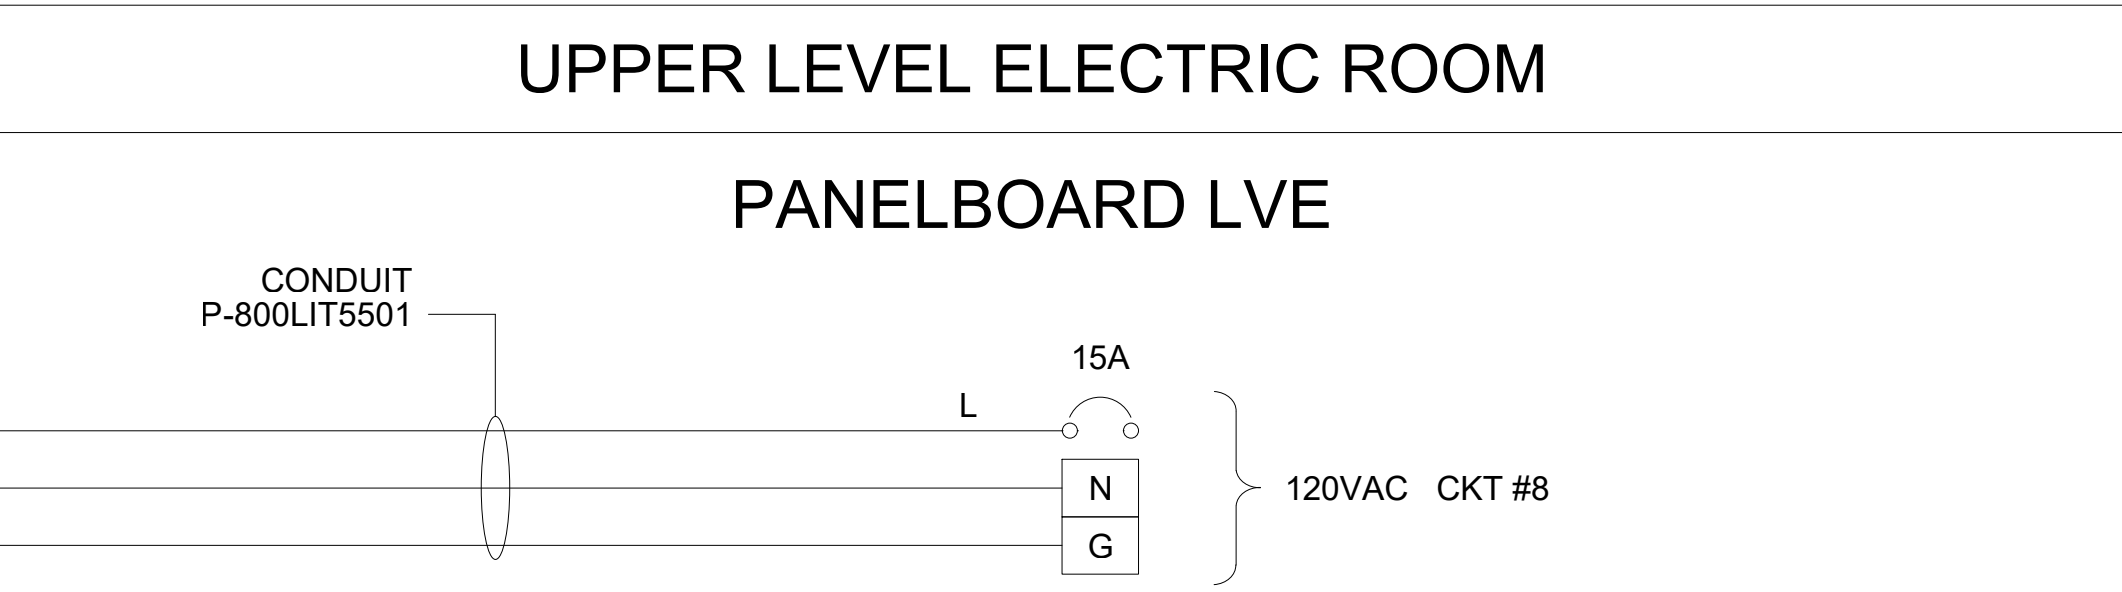 UPPER LEVEL ELECTRIC ROOM
PANELBOARD LVE
CONDUIT
P-800LIT5501
15A
L
N
120VAC CKT #8
G